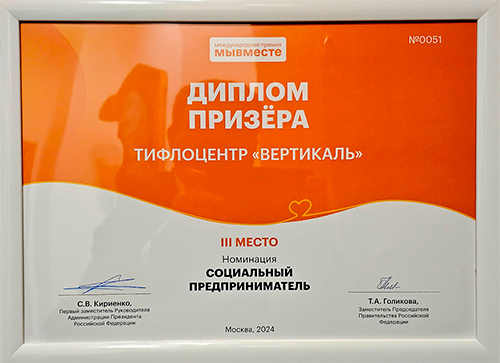 №0051
международная премия
МЫВМЕСТЕ
ДИПЛОМ
ПРИЗЁРА
ТИФЛОЦЕНТР «ВЕРТИКАЛЬ»
III МЕСТО
Номинация
СОЦИАЛЬНЫЙ
ПРЕДПРИНИМАТЕЛЬ
С.В. Кириенко,
Первый заместитель Руководителя
Администрации Президента
Российской Федерации
Т.А. Голикова,
Заместитель Председателя
Правительства Российской
Федерации
Москва, 2024